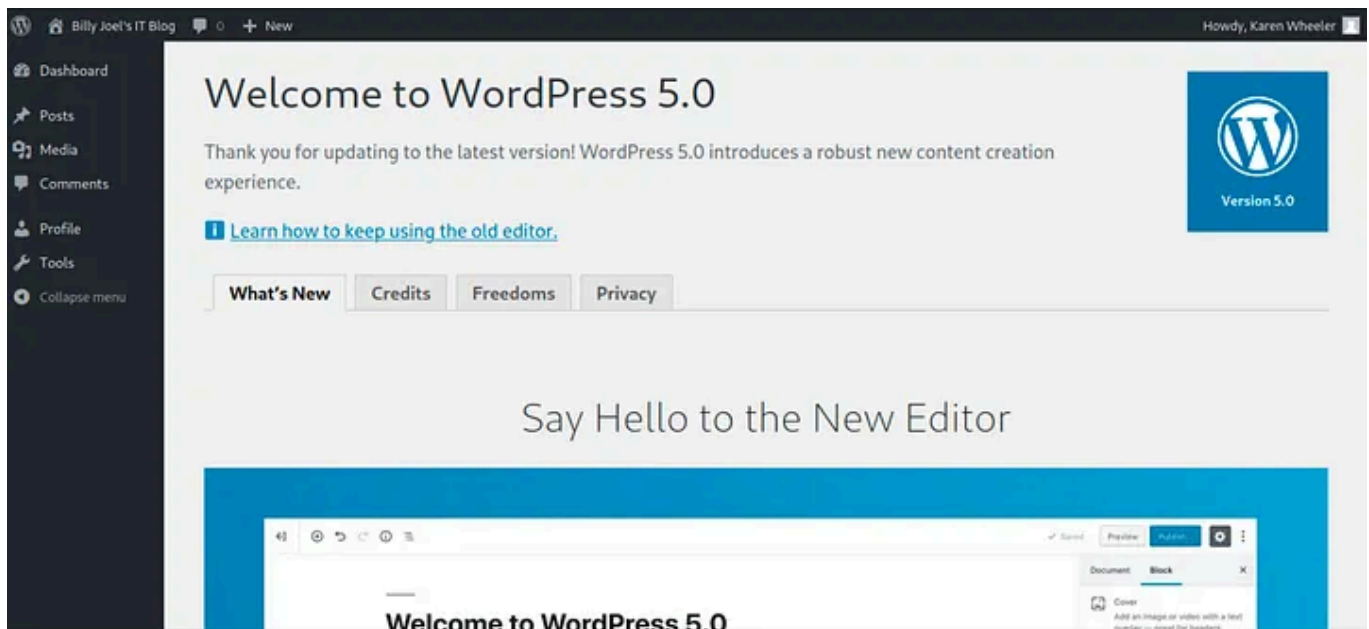 Billy Joel's IT Blog 0 + New
Howdy, Karen Wheeler
Dashboard
Posts
Media
Comments
Profile
Tools
Collapse menu
Welcome to WordPress 5.0
Thank you for updating to the latest version! WordPress 5.0 introduces a robust new content creation
experience.
Learn how to keep using the old editor.
Version 5.0
What's New Credits Freedoms Privacy
Say Hello to the New Editor
Saved Preview Publish...
Document Block
Cover
Add an image or video with a text
overlay — great for headers.
Welcome to WordPress 5.0